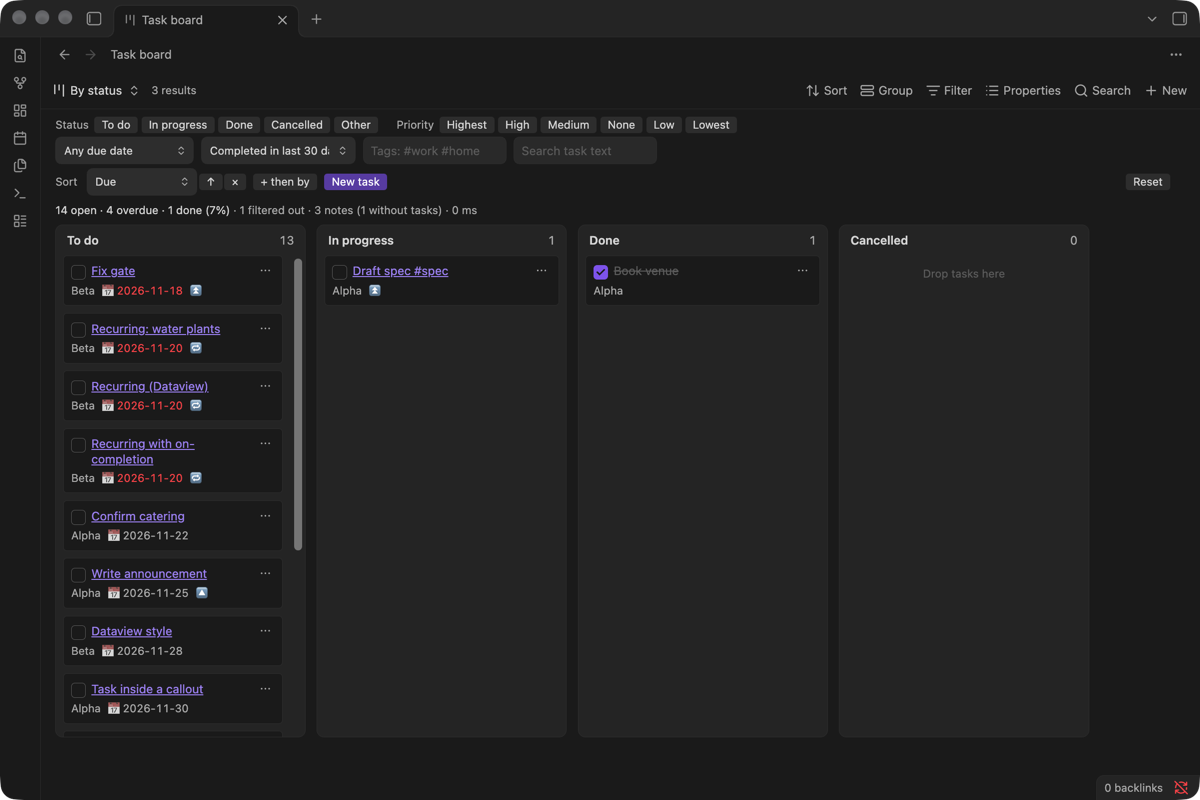 Task board
Task board
By status
3 results
Sort
Group
Filter
Properties
Search
New
Status To do In progress Done Cancelled Other Priority Highest High Medium None Low Lowest
Any due date Completed in last 30 da Tags: #work #home Search task text
Sort Due ↑ × + then by New task Reset
14 open · 4 overdue · 1 done (7%) · 1 filtered out · 3 notes (1 without tasks) · 0 ms
To do 13
Fix gate
Beta 📅 2026-11-18 ⏫
Recurring: water plants
Beta 📅 2026-11-20 🔁
Recurring (Dataview)
Beta 📅 2026-11-20 🔁
Recurring with on-
completion
Beta 📅 2026-11-20 🔁
Confirm catering
Alpha 📅 2026-11-22
Write announcement
Alpha 📅 2026-11-25 🔼
Dataview style
Beta 📅 2026-11-28
Task inside a callout
Alpha 📅 2026-11-30
In progress 1
Draft spec #spec
Alpha ⏫
Done 1
Book venue
Alpha
Cancelled 0
Drop tasks here
0 backlinks